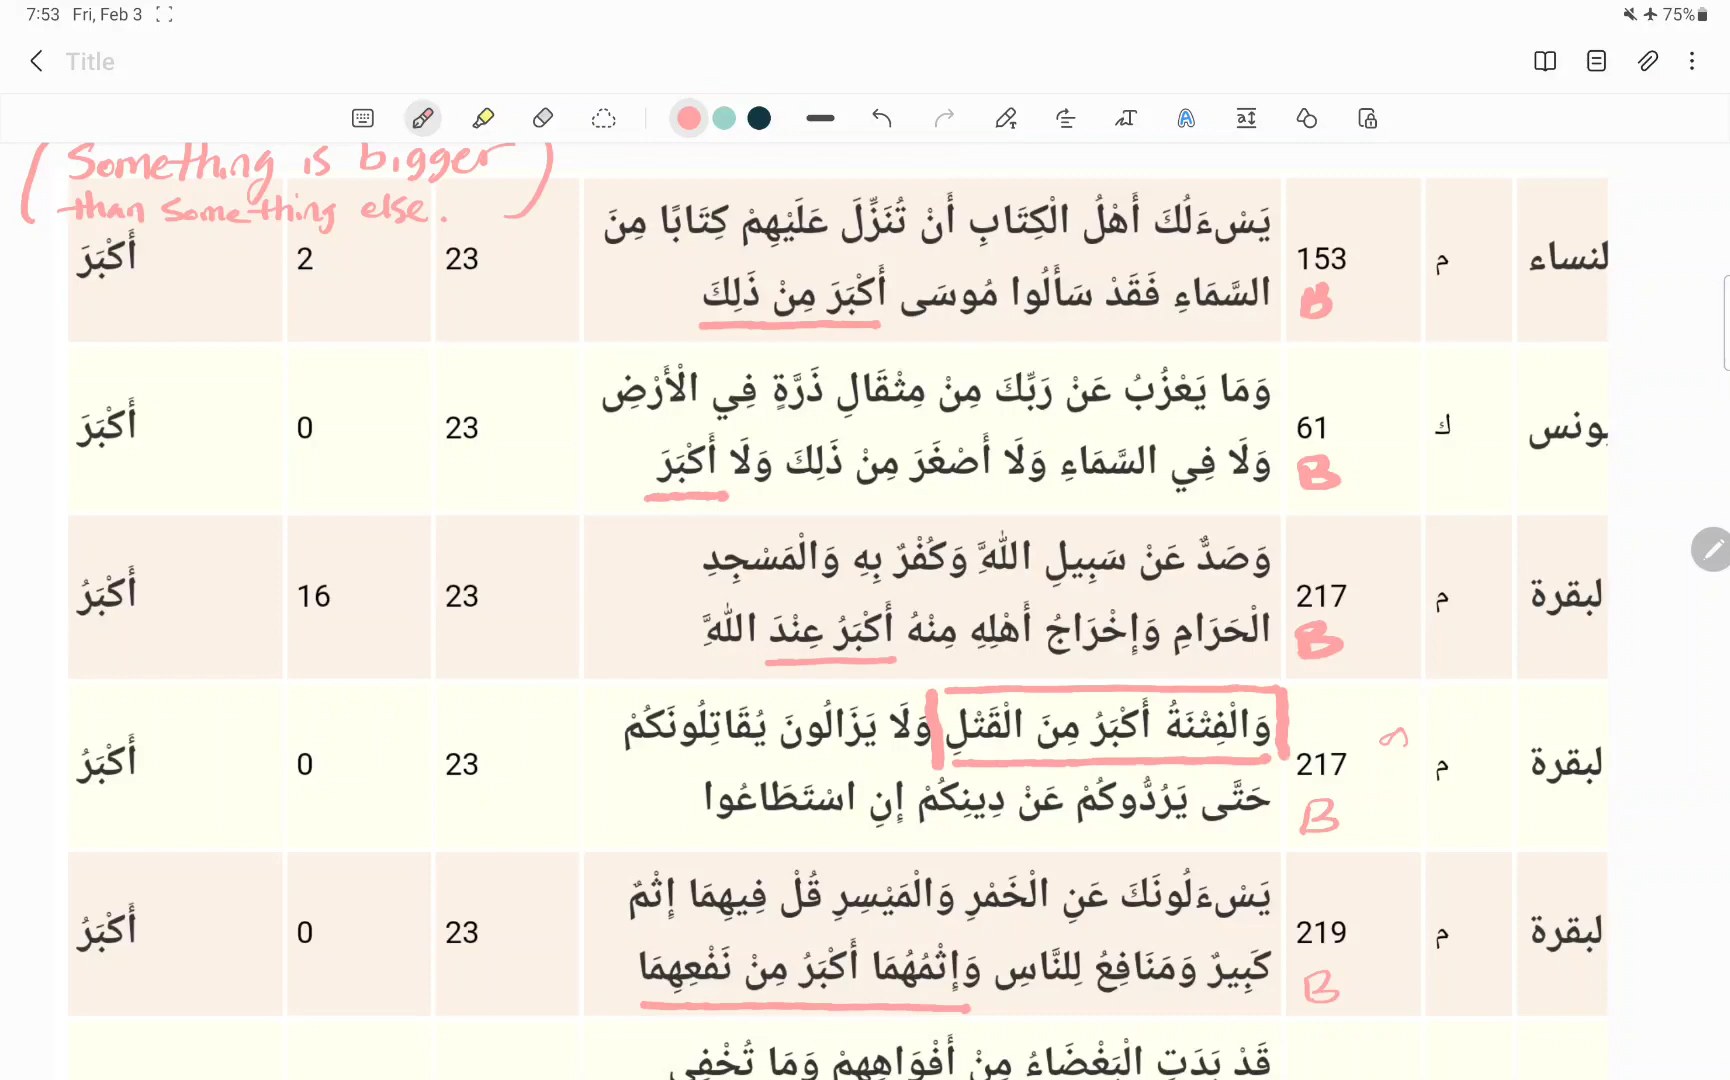 7:53 Fri, Feb 3
75%
Title
(Something is bigger
than something else.)
لنساء م 153 يَسْءَلُكَ أَهْلُ الْكِتَابِ أَنْ تُنَزِّلَ عَلَيْهِمْ كِتَابًا مِنَ
السَّمَاءِ فَقَدْ سَأَلُوا مُوسَى أَكْبَرَ مِنْ ذَلِكَ 23 2 أَكْبَرَ
B
يونس ك 61 وَمَا يَعْزُبُ عَنْ رَبِّكَ مِنْ مِثْقَالِ ذَرَّةٍ فِي الْأَرْضِ
وَلَا فِي السَّمَاءِ وَلَا أَصْغَرَ مِنْ ذَلِكَ وَلَا أَكْبَرَ 23 0 أَكْبَرَ
B
لبقرة م 217 وَصَدٌّ عَنْ سَبِيلِ اللَّهِ وَكُفْرٌ بِهِ وَالْمَسْجِدِ
الْحَرَامِ وَإِخْرَاجُ أَهْلِهِ مِنْهُ أَكْبَرُ عِنْدَ اللَّهِ 23 16 أَكْبَرُ
B
لبقرة م 217 وَالْفِتْنَةُ أَكْبَرُ مِنَ الْقَتْلِ وَلَا يَزَالُونَ يُقَاتِلُونَكُمْ
حَتَّى يَرُدُّوكُمْ عَنْ دِينِكُمْ إِنِ اسْتَطَاعُوا 23 0 أَكْبَرُ
B
لبقرة م 219 يَسْءَلُونَكَ عَنِ الْخَمْرِ وَالْمَيْسِرِ قُلْ فِيهِمَا إِثْمٌ
كَبِيرٌ وَمَنَافِعُ لِلنَّاسِ وَإِثْمُهُمَا أَكْبَرُ مِنْ نَفْعِهِمَا 23 0 أَكْبَرُ
B
قَدْ بَدَتِ الْبَغْضَاءُ مِنْ أَفْوَاهِهِمْ وَمَا تُخْفِي